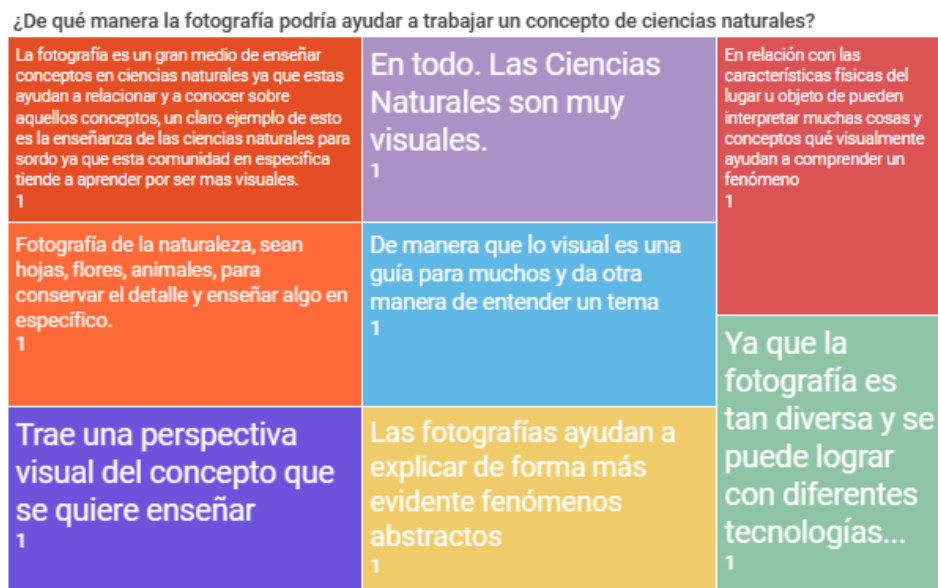 ¿De qué manera la fotografía podría ayudar a trabajar un concepto de ciencias naturales?
La fotografía es un gran medio de enseñar
conceptos en ciencias naturales ya que estas
ayudan a relacionar y a conocer sobre
aquellos conceptos, un claro ejemplo de esto
es la enseñanza de las ciencias naturales para
sordo ya que esta comunidad en especifica
tiende a aprender por ser mas visuales.
1
En todo. Las Ciencias
Naturales son muy
visuales.
1
En relación con las
características físicas del
lugar u objeto de pueden
interpretar muchas cosas y
conceptos qué visualmente
ayudan a comprender un
fenómeno
1
Fotografía de la naturaleza, sean
hojas, flores, animales, para
conservar el detalle y enseñar algo en
específico.
1
De manera que lo visual es una
guía para muchos y da otra
manera de entender un tema
1
Ya que la
fotografía es
tan diversa y se
puede lograr
con diferentes
tecnologías...
1
Trae una perspectiva
visual del concepto que
se quiere enseñar
1
Las fotografías ayudan a
explicar de forma más
evidente fenómenos
abstractos
1